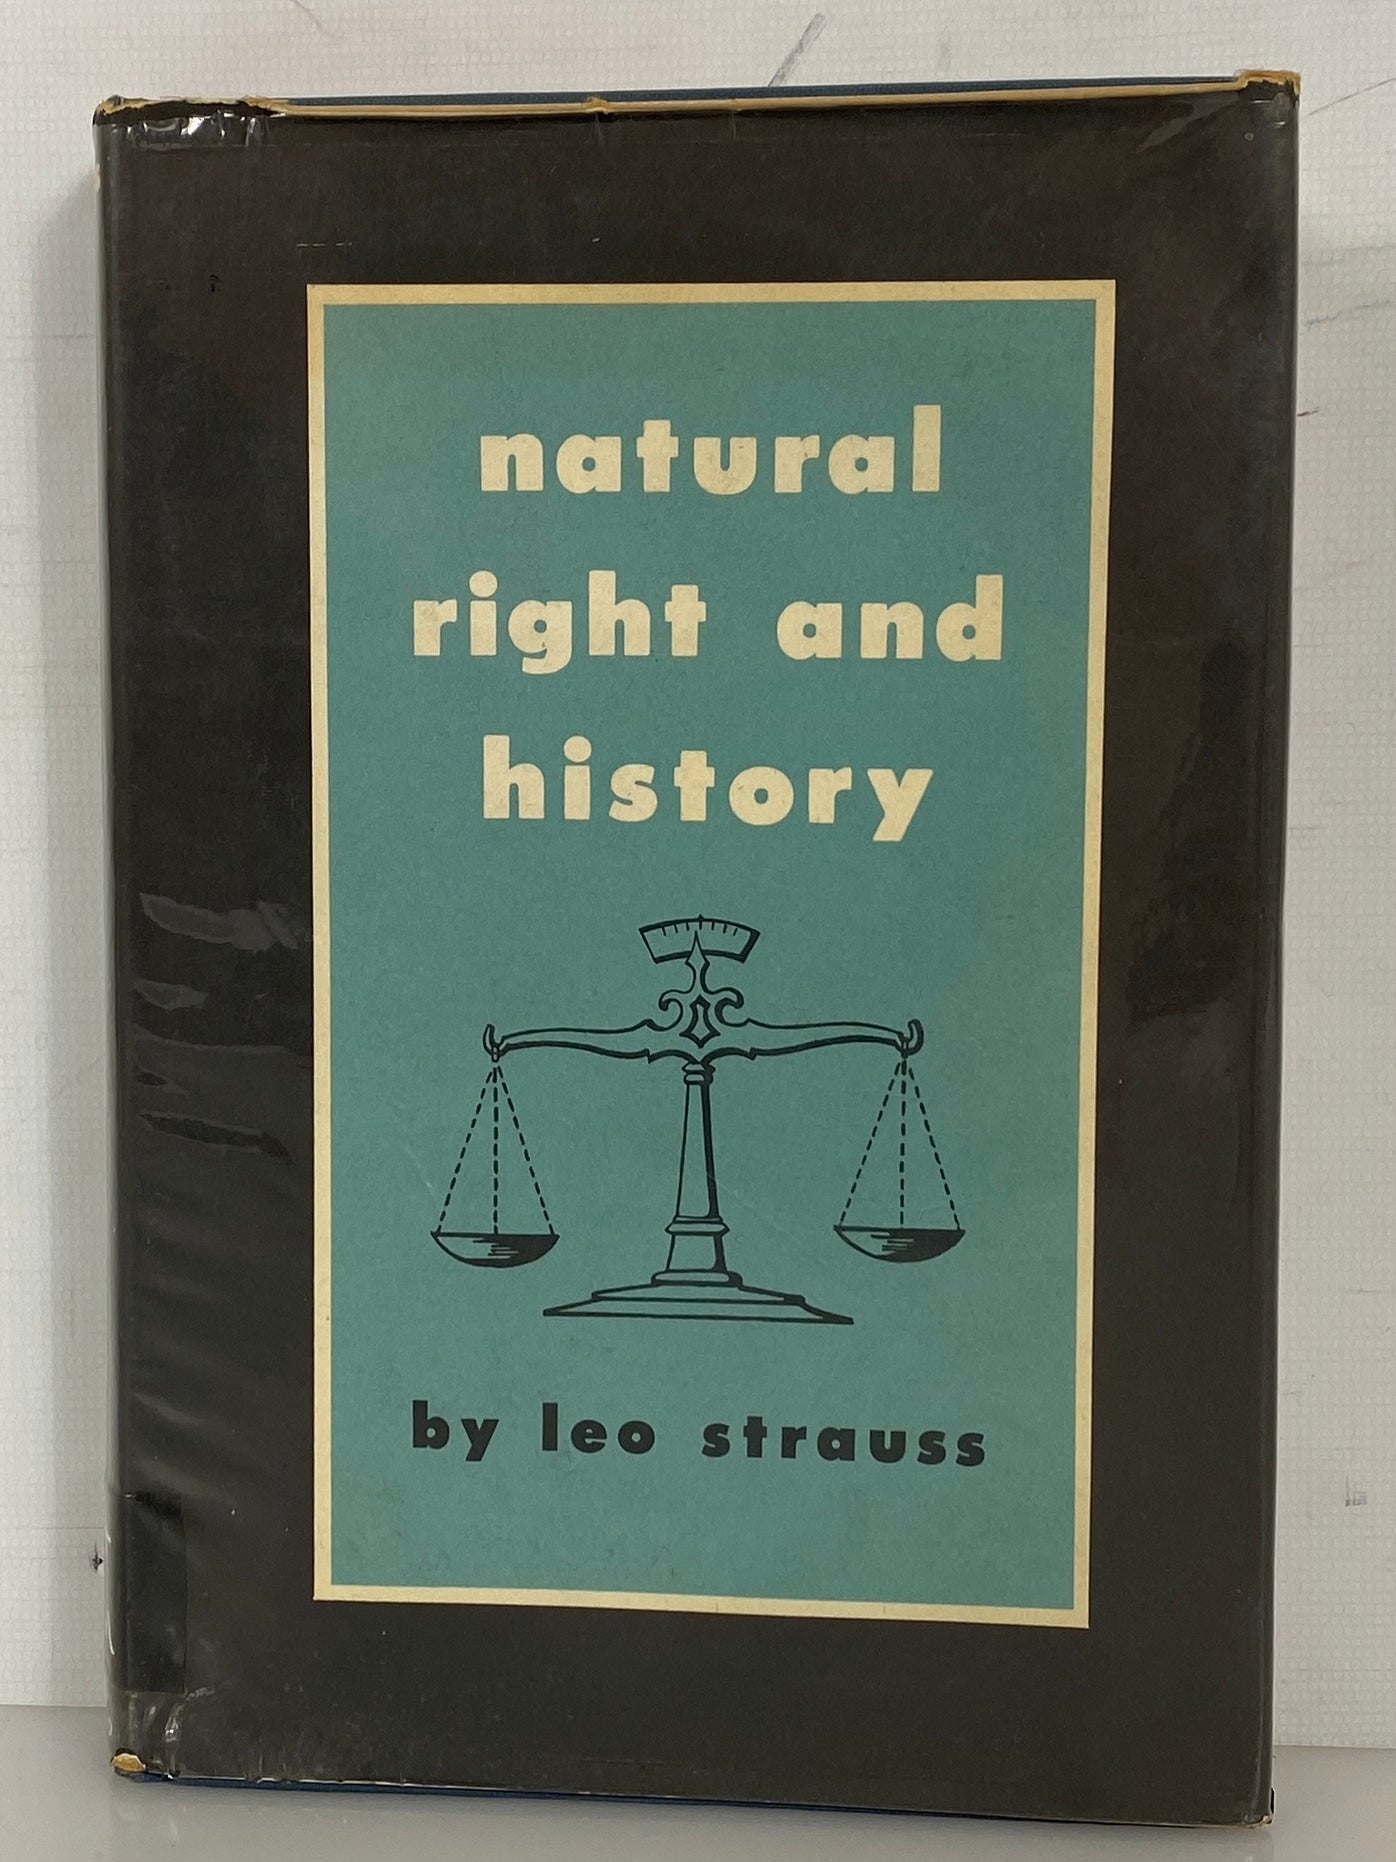 natural
right and
history
by leo strauss